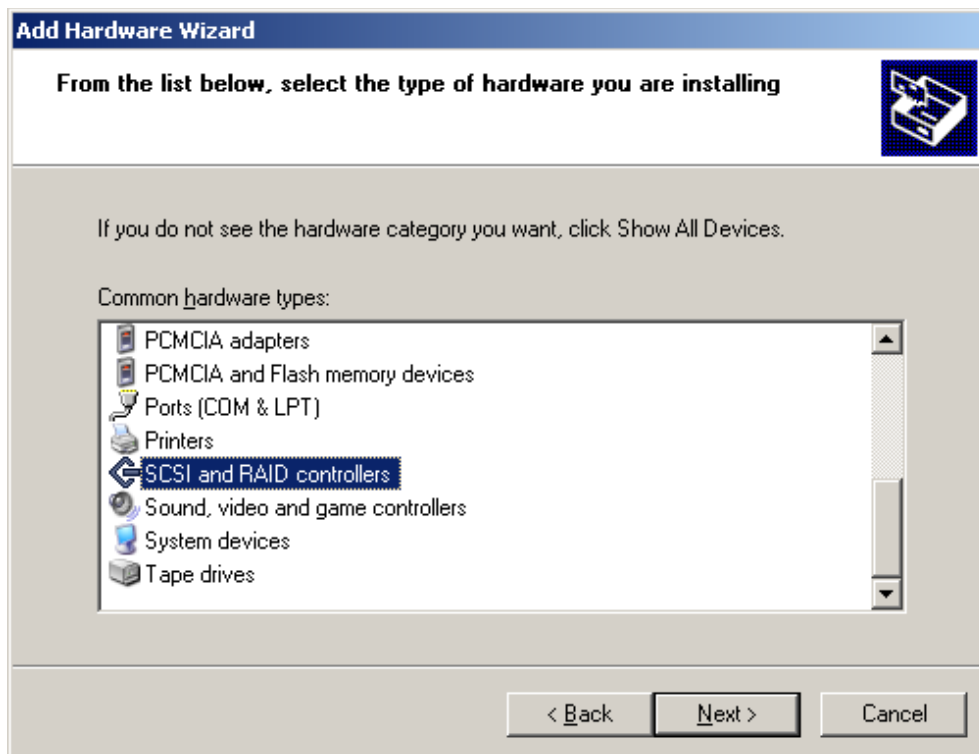 Add Hardware Wizard
From the list below, select the type of hardware you are installing
If you do not see the hardware category you want, click Show All Devices.
Common hardware types:
PCMCIA adapters
PCMCIA and Flash memory devices
Ports (COM & LPT)
Printers
SCSI and RAID controllers
Sound, video and game controllers
System devices
Tape drives
< Back Next > Cancel